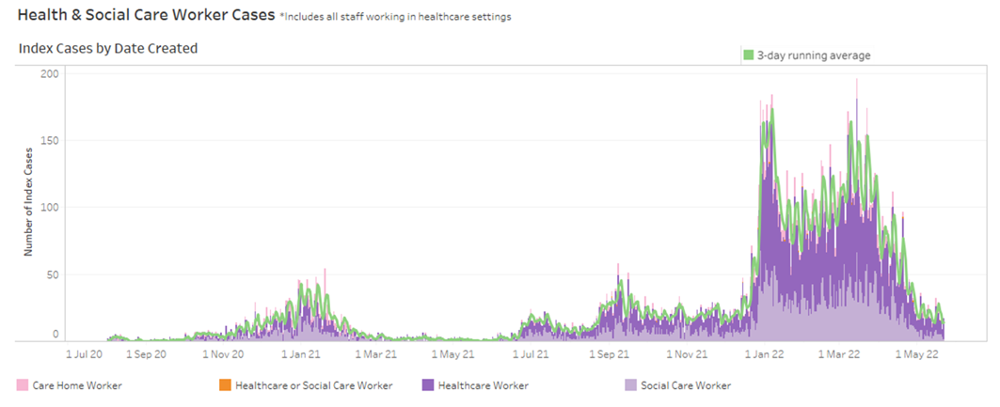 Health & Social Care Worker Cases *Includes all staff working in healthcare settings
Index Cases by Date Created
3-day running average
200
150
100
50
0
Number of Index Cases
1 Jul 20 1 Sep 20 1 Nov 20 1 Jan 21 1 Mar 21 1 May 21 1 Jul 21 1 Sep 21 1 Nov 21 1 Jan 22 1 Mar 22 1 May 22
Care Home Worker Healthcare or Social Care Worker Healthcare Worker Social Care Worker